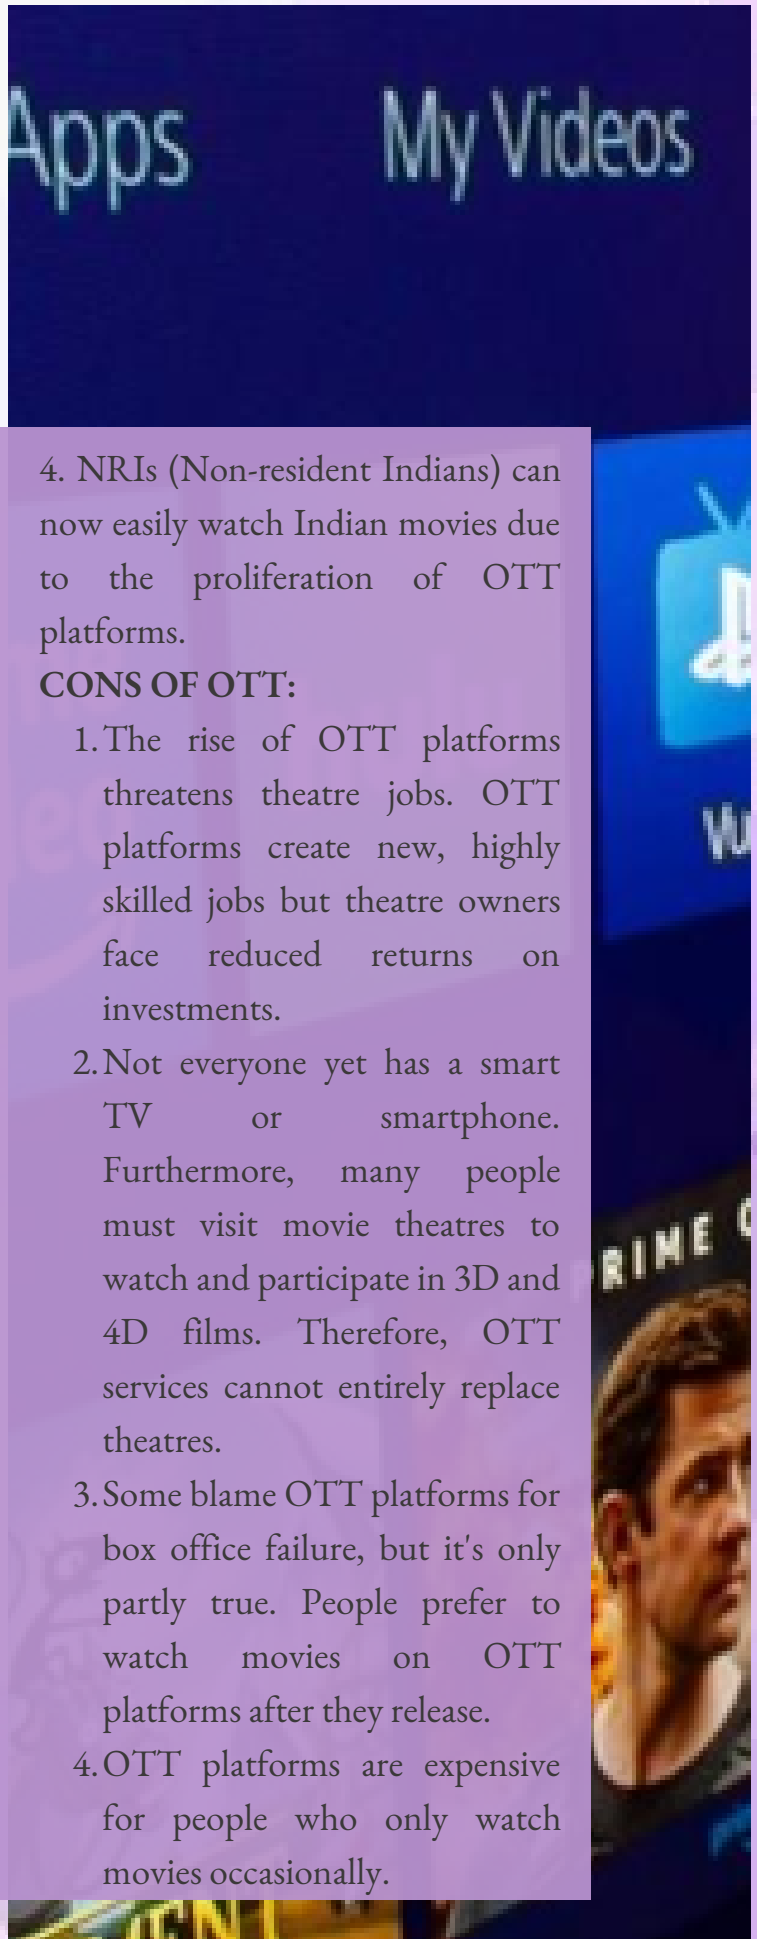 Apps
My Videos
4. NRIs (Non-resident Indians) can
now easily watch Indian movies due
to the proliferation of OTT
platforms.
CONS OF OTT:
1. The rise of OTT platforms
threatens theatre jobs. OTT
platforms create new, highly
skilled jobs but theatre owners
face reduced returns on
investments.
2. Not everyone yet has a smart
TV or smartphone.
Furthermore, many people
must visit movie theatres to
watch and participate in 3D and
4D films. Therefore, OTT
services cannot entirely replace
theatres.
3. Some blame OTT platforms for
box office failure, but it's only
partly true. People prefer to
watch movies on OTT
platforms after they release.
4. OTT platforms are expensive
for people who only watch
movies occasionally.
PRIME